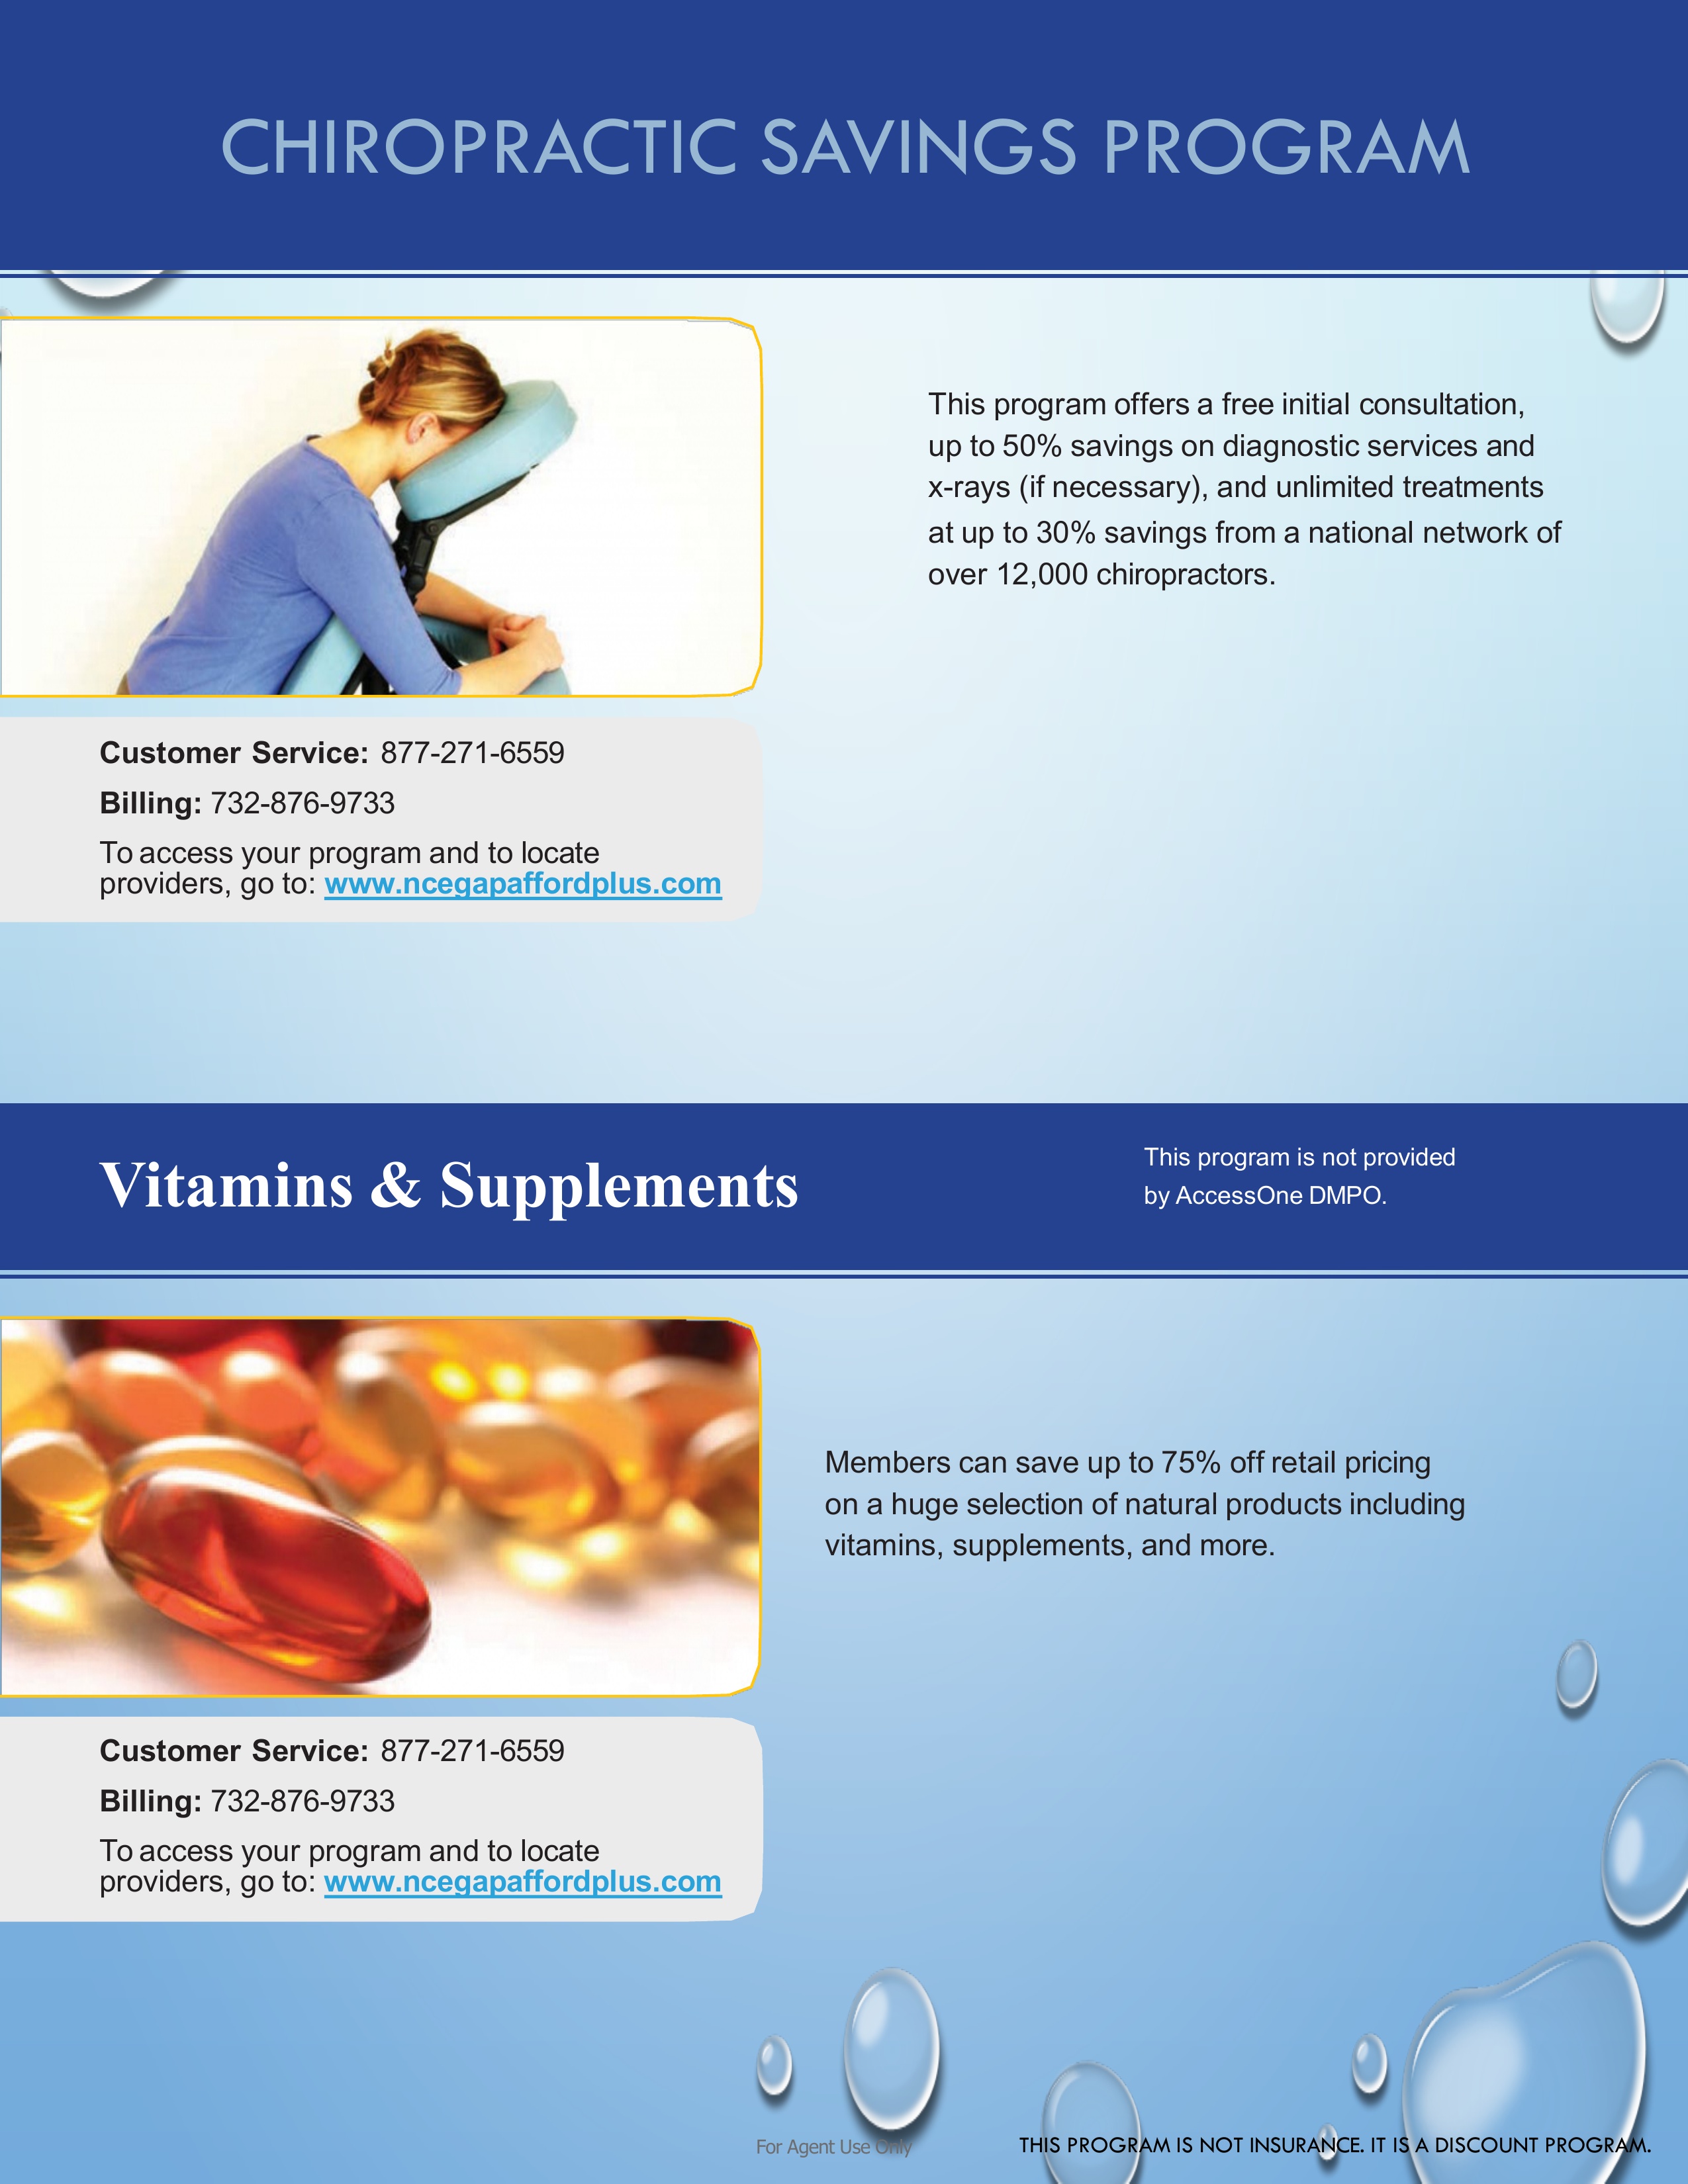 CHIROPRACTIC SAVINGS PROGRAM
This program offers a free initial consultation,
up to 50% savings on diagnostic services and
x-rays (if necessary), and unlimited treatments
at up to 30% savings from a national network of
over 12,000 chiropractors.
Customer Service: 877-271-6559
Billing: 732-876-9733
To access your program and to locate
providers, go to: www.ncegapaffordplus.com
Vitamins & Supplements
This program is not provided
by AccessOne DMPO.
Members can save up to 75% off retail pricing
on a huge selection of natural products including
vitamins, supplements, and more.
Customer Service: 877-271-6559
Billing: 732-876-9733
To access your program and to locate
providers, go to: www.ncegapaffordplus.com
For Agent Use Only
THIS PROGRAM IS NOT INSURANCE. IT IS A DISCOUNT PROGRAM.